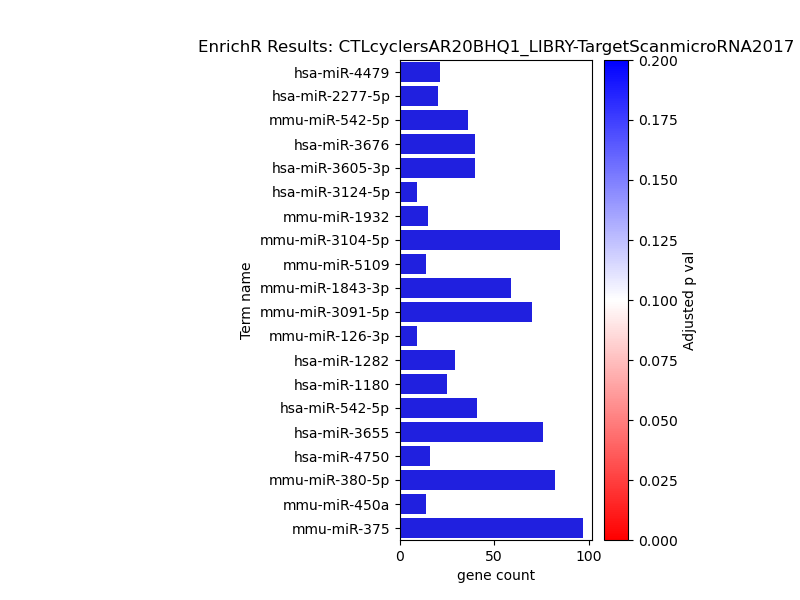 EnrichR Results: CTLcyclersAR20BHQ1_LIBRY-TargetScanmicroRNA2017
hsa-miR-4479
hsa-miR-2277-5p
mmu-miR-542-5p
hsa-miR-3676
hsa-miR-3605-3p
hsa-miR-3124-5p
mmu-miR-1932
mmu-miR-3104-5p
mmu-miR-5109
mmu-miR-1843-3p
mmu-miR-3091-5p
mmu-miR-126-3p
hsa-miR-1282
hsa-miR-1180
hsa-miR-542-5p
hsa-miR-3655
hsa-miR-4750
mmu-miR-380-5p
mmu-miR-450a
mmu-miR-375
Term name
0 50 100
gene count
0.200
0.175
0.150
0.125
0.100
0.075
0.050
0.025
0.000
Adjusted p val